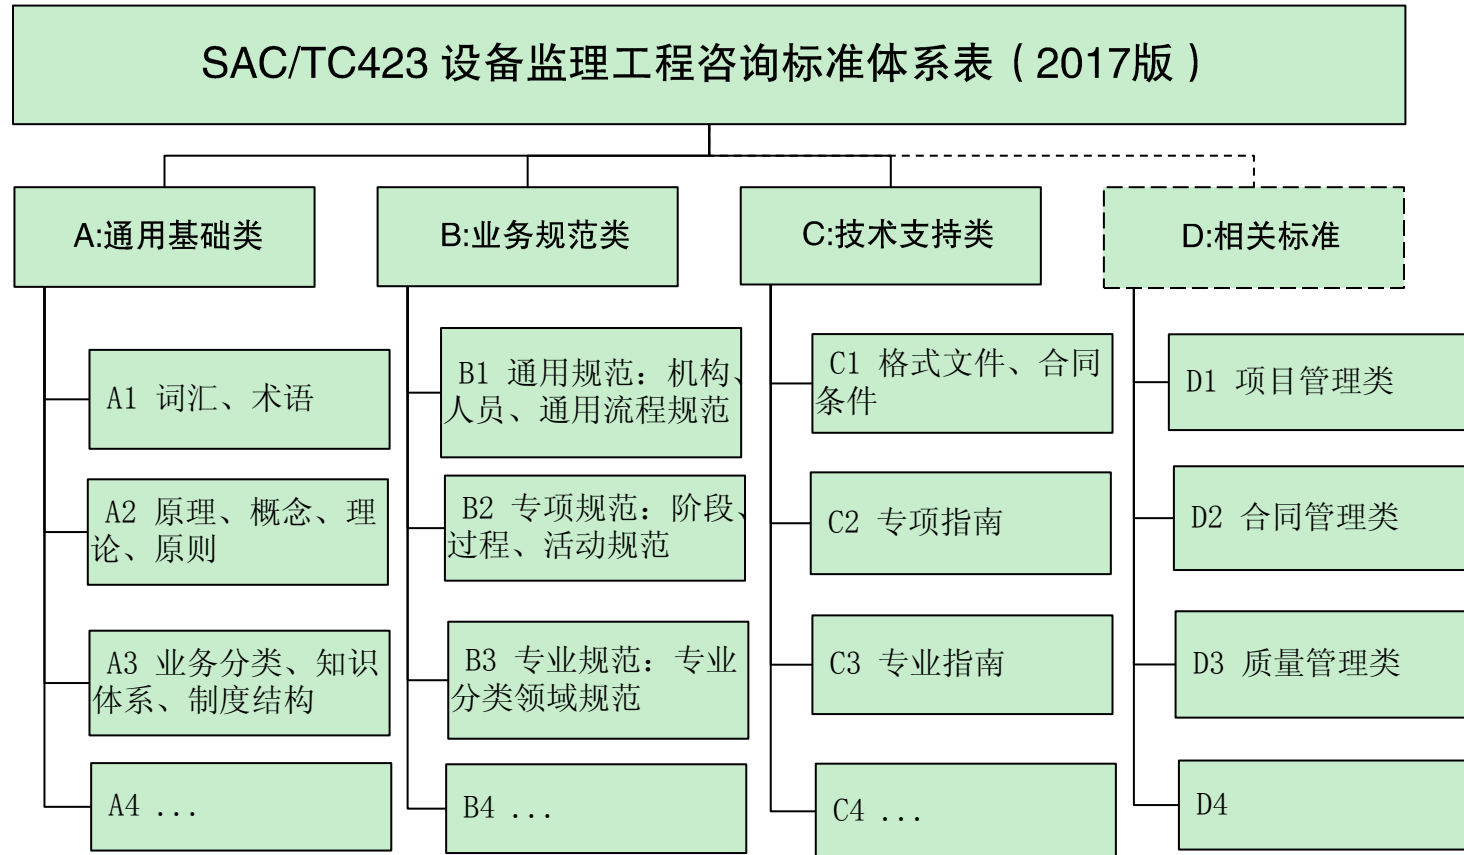 SAC/TC423 设备监理工程咨询标准体系表（2017版）
A:通用基础类
B:业务规范类
C:技术支持类
D:相关标准
A1 词汇、术语
A2 原理、概念、理
论、原则
A3 业务分类、知识
体系、制度结构
A4 ...
B1 通用规范：机构、
人员、通用流程规范
B2 专项规范：阶段、
过程、活动规范
B3 专业规范：专业
分类领域规范
B4 ...
C1 格式文件、合同
条件
C2 专项指南
C3 专业指南
C4 ...
D1 项目管理类
D2 合同管理类
D3 质量管理类
D4